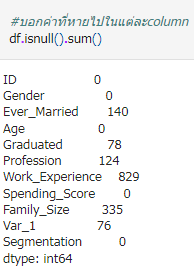 #บอกค่าที่หายไปในแต่ละcolumn
df.isnull().sum()
ID 0
Gender 0
Ever_Married 140
Age 0
Graduated 78
Profession 124
Work_Experience 829
Spending_Score 0
Family_Size 335
Var_1 76
Segmentation 0
dtype: int64